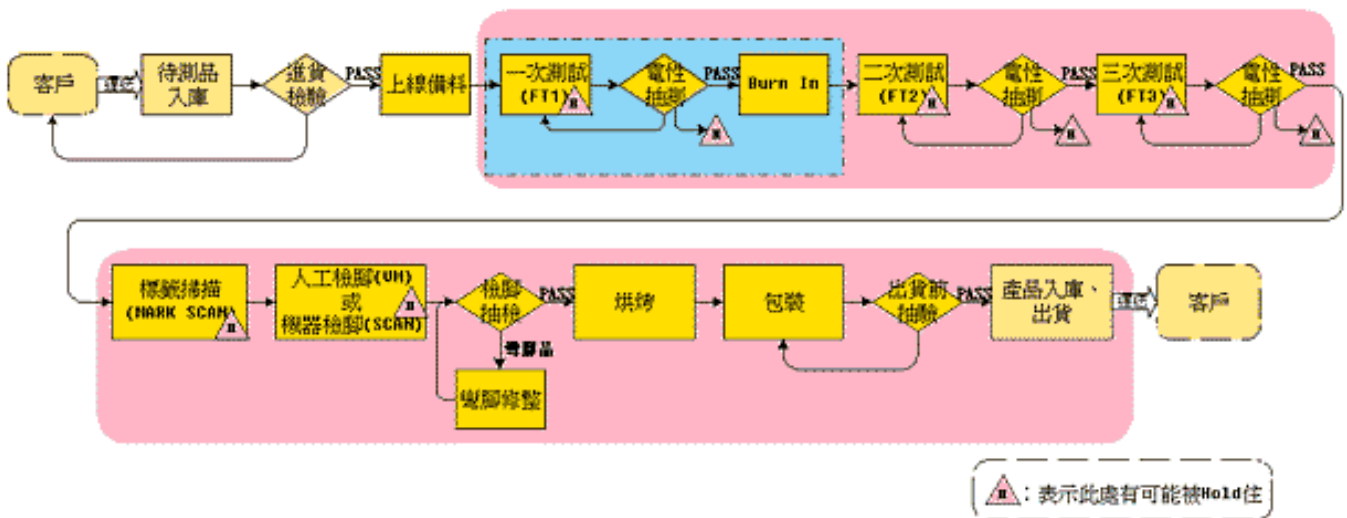 客戶
運送
待測品
入庫
進貨
檢驗
PASS
上線備料
一次測試
(FT1)
H
電性
抽測
PASS
H
Burn In
二次測試
(FT2)
H
電性
抽測
PASS
H
三次測試
(FT3)
H
電性
抽測
PASS
H
標籤掃描
(MARK SCAN)
H
人工檢腳(VM)
或
機器檢腳(SCAN)
H
檢腳
抽檢
PASS
彎腳品
彎腳修整
烘烤
包裝
出貨前
抽驗
PASS
產品入庫、
出貨
運送
客戶
H：表示此處有可能被Hold住